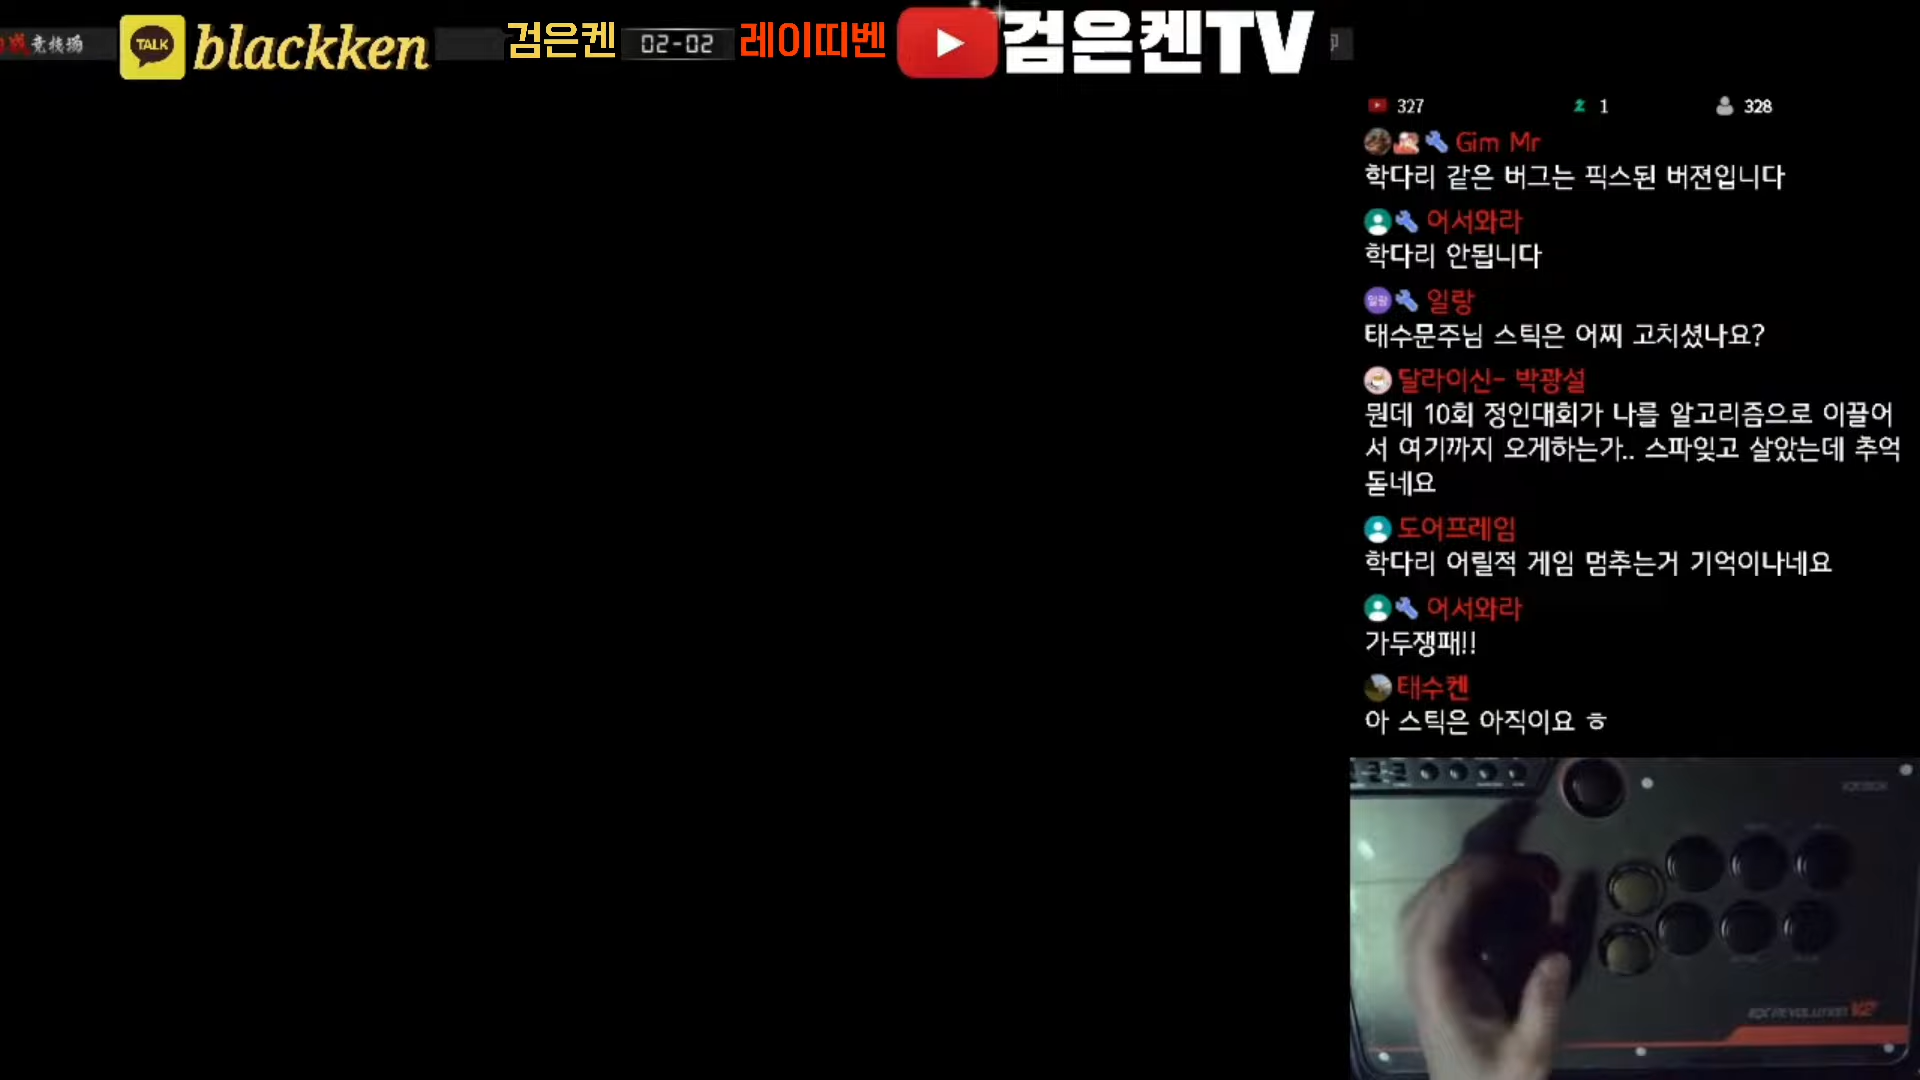 竞技场
TALK
blackken
검은켄
02-02
레이띠벤
검은켄TV
327
1
328
Gim Mr
학다리 같은 버그는 픽스된 버젼입니다
어서와라
학다리 안됩니다
일랑
일랑
태수문주님 스틱은 어찌 고치셨나요?
달라이신- 박광설
뭔데 10회 정인대회가 나를 알고리즘으로 이끌어
서 여기까지 오게하는가.. 스파잊고 살았는데 추억
돋네요
도어프레임
학다리 어릴적 게임 멈추는거 기억이나네요
어서와라
가두쟁패!!
태수켄
아 스틱은 아직이요 ㅎ
REVOLUTION V2